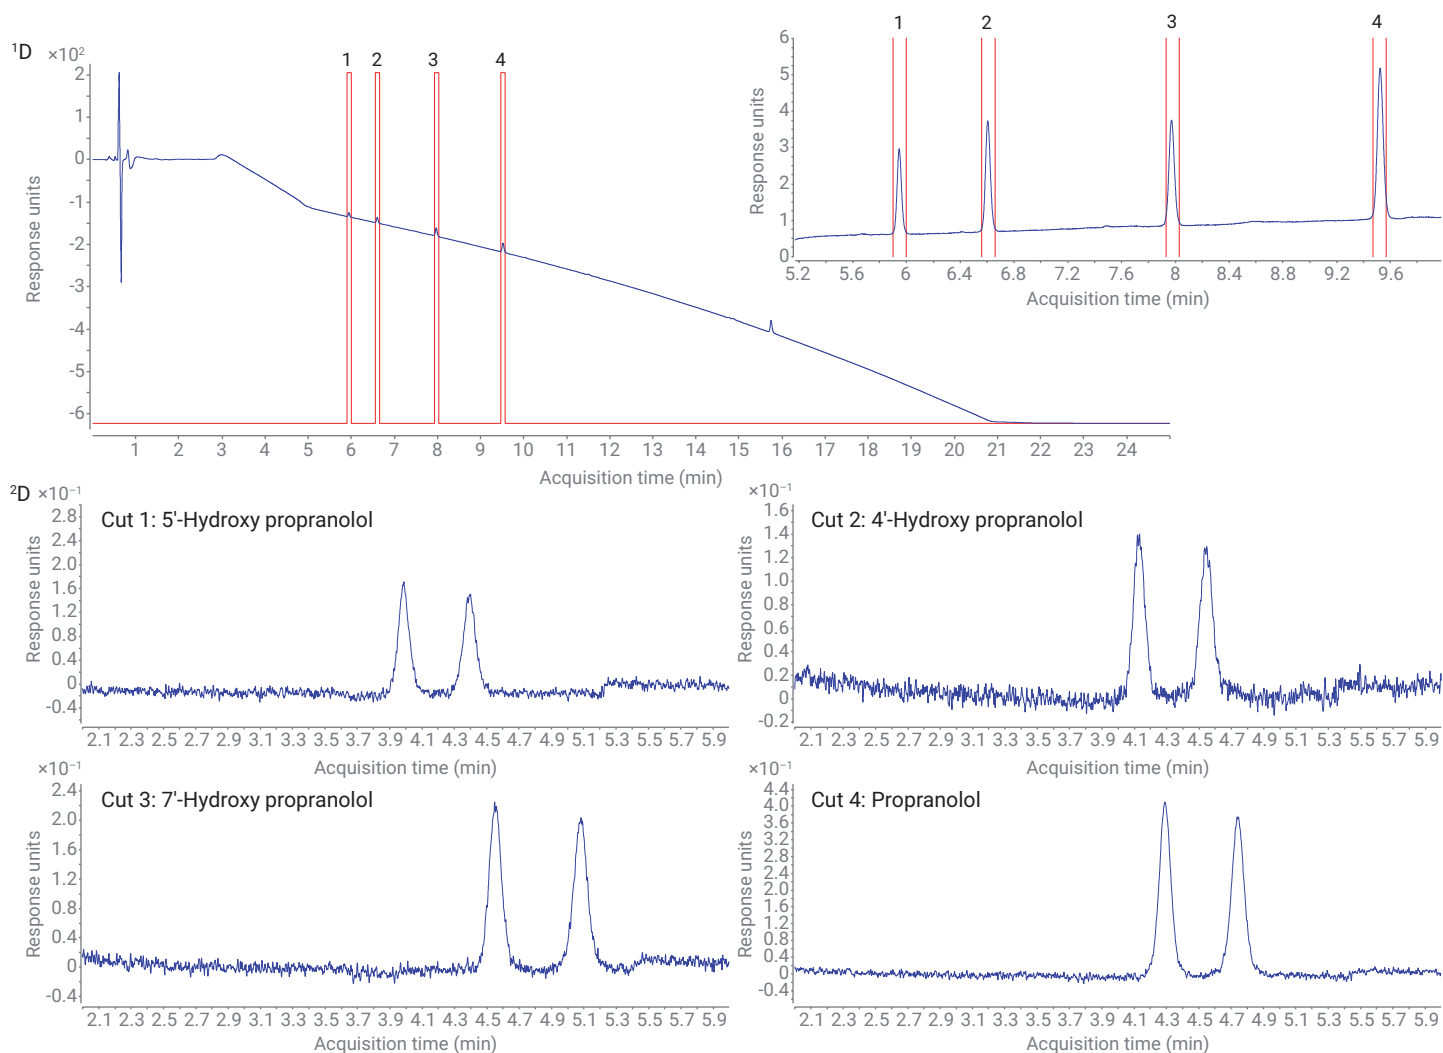 ¹D ×10²
Response units
2
1
0
-1
-2
-3
-4
-5
-6
1 2 3 4
1 2 3 4 5 6 7 8 9 10 11 12 13 14 15 16 17 18 19 20 21 22 23 24
Acquisition time (min)
1 2 3 4
Response units
6
5
4
3
2
1
0
5.2 5.6 6 6.4 6.8 7.2 7.6 8 8.4 8.8 9.2 9.6
Acquisition time (min)
²D ×10⁻¹
Cut 1: 5'-Hydroxy propranolol
Response units
2.8
2.4
2.0
1.6
1.2
0.8
0.4
0
-0.4
2.1 2.3 2.5 2.7 2.9 3.1 3.3 3.5 3.7 3.9 4.1 4.3 4.5 4.7 4.9 5.1 5.3 5.5 5.7 5.9
Acquisition time (min)
×10⁻¹
Cut 2: 4'-Hydroxy propranolol
Response units
1.6
1.4
1.2
1.0
0.8
0.6
0.4
0.2
0
-0.2
2.1 2.3 2.5 2.7 2.9 3.1 3.3 3.5 3.7 3.9 4.1 4.3 4.5 4.7 4.9 5.1 5.3 5.5 5.7 5.9
Acquisition time (min)
×10⁻¹
Cut 3: 7'-Hydroxy propranolol
Response units
2.4
2.0
1.6
1.2
0.8
0.4
0
-0.4
2.1 2.3 2.5 2.7 2.9 3.1 3.3 3.5 3.7 3.9 4.1 4.3 4.5 4.7 4.9 5.1 5.3 5.5 5.7 5.9
Acquisition time (min)
×10⁻¹
Cut 4: Propranolol
Response units
4.4
4.0
3.6
3.2
2.8
2.4
2.0
1.6
1.2
0.8
0.4
0
-0.4
2.1 2.3 2.5 2.7 2.9 3.1 3.3 3.5 3.7 3.9 4.1 4.3 4.5 4.7 4.9 5.1 5.3 5.5 5.7 5.9
Acquisition time (min)